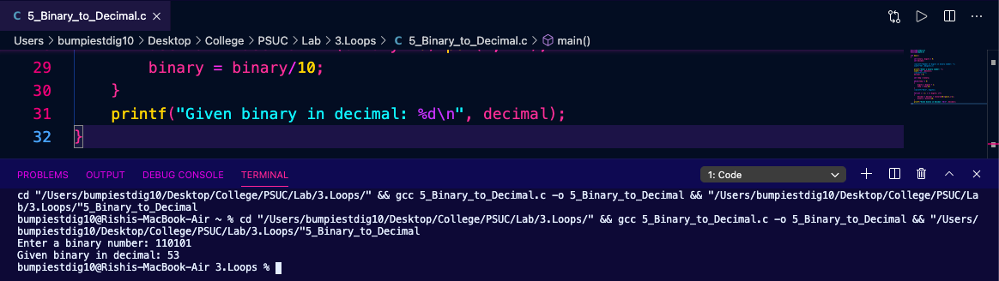 C 5_Binary_to_Decimal.c ×
Users > bumpiestdig10 > Desktop > College > PSUC > Lab > 3.Loops > C 5_Binary_to_Decimal.c > main()
29 binary = binary/10;
30 }
31 printf("Given binary in decimal: %d\n", decimal);
32 }
PROBLEMS OUTPUT DEBUG CONSOLE TERMINAL 1: Code
cd "/Users/bumpiestdig10/Desktop/College/PSUC/Lab/3.Loops/" && gcc 5_Binary_to_Decimal.c -o 5_Binary_to_Decimal && "/Users/bumpiestdig10/Desktop/College/PSUC/La
b/3.Loops/"5_Binary_to_Decimal
bumpiestdig10@Rishis-MacBook-Air ~ % cd "/Users/bumpiestdig10/Desktop/College/PSUC/Lab/3.Loops/" && gcc 5_Binary_to_Decimal.c -o 5_Binary_to_Decimal && "/Users/
bumpiestdig10/Desktop/College/PSUC/Lab/3.Loops/"5_Binary_to_Decimal
Enter a binary number: 110101
Given binary in decimal: 53
bumpiestdig10@Rishis-MacBook-Air 3.Loops %